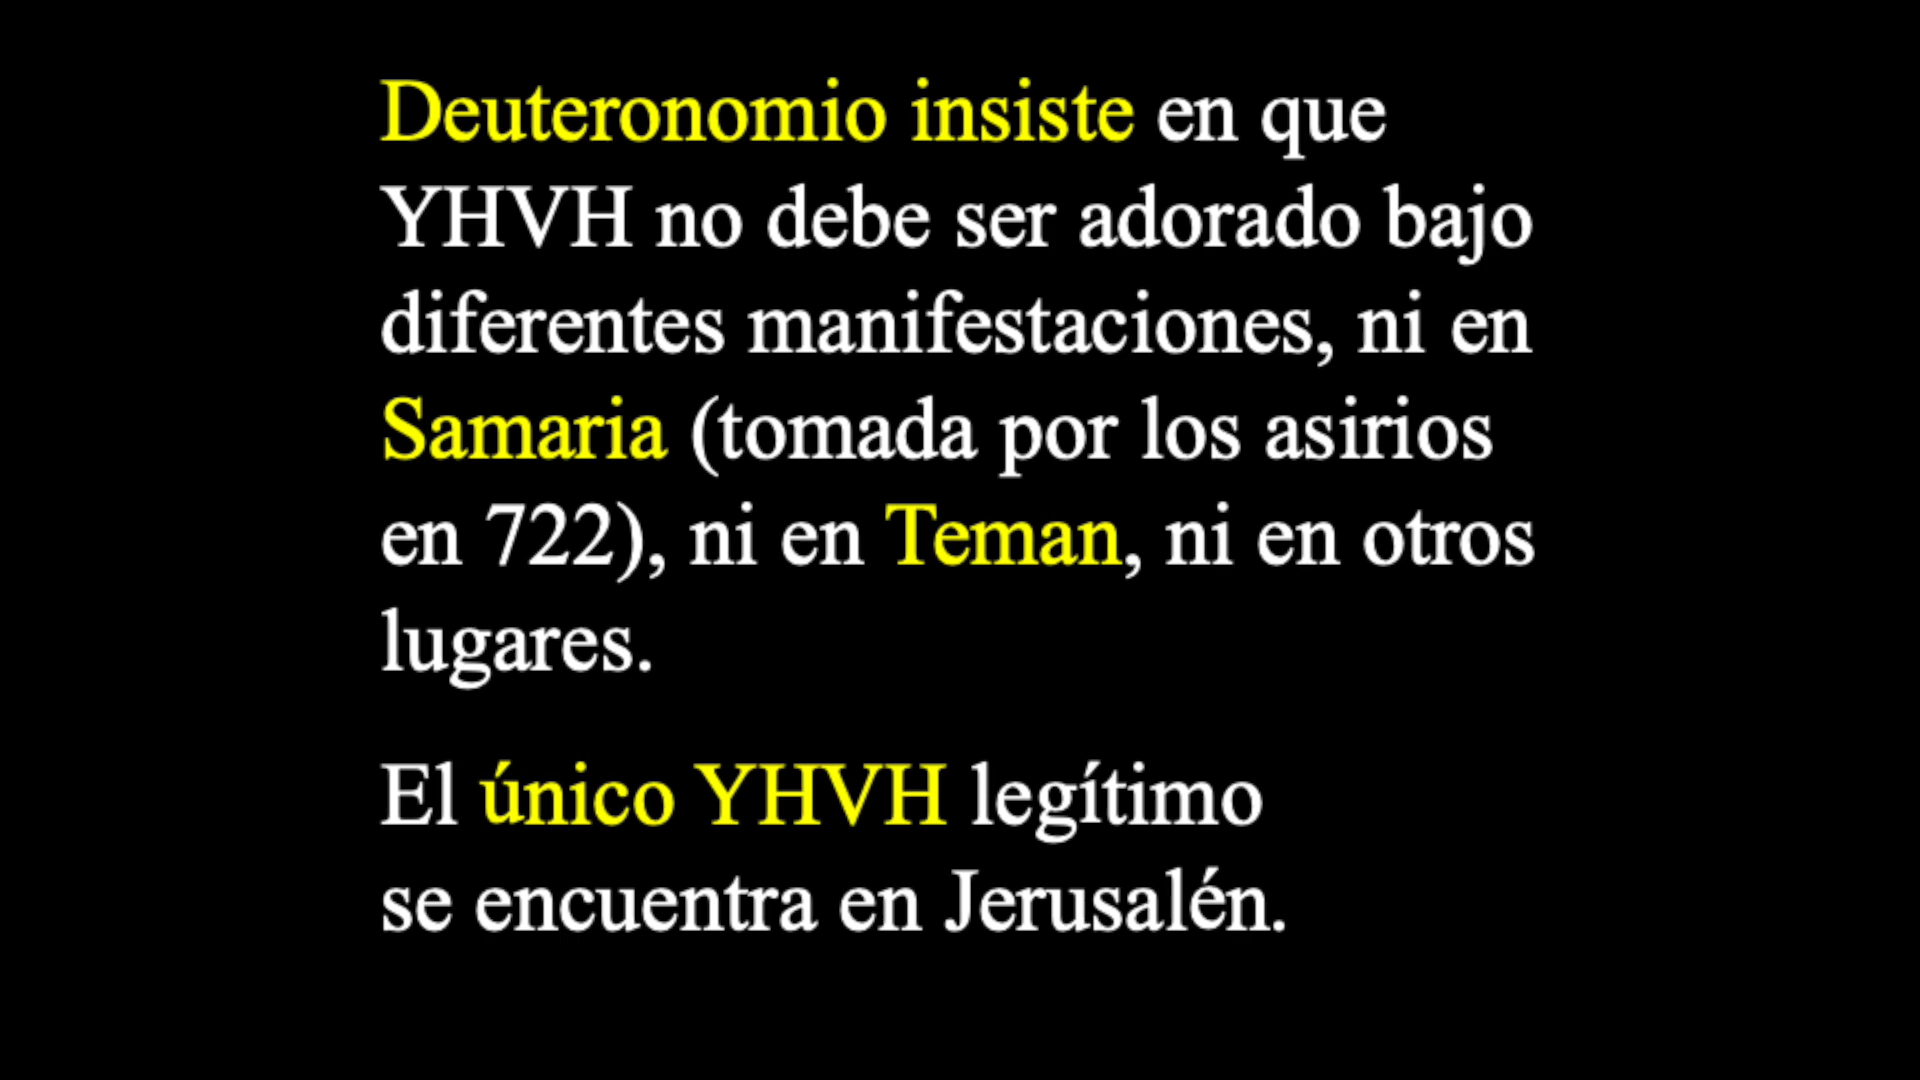 Deuteronomio insiste en que
YHVH no debe ser adorado bajo
diferentes manifestaciones, ni en
Samaria (tomada por los asirios
en 722), ni en Teman, ni en otros
lugares.
El único YHVH legítimo
se encuentra en Jerusalén.